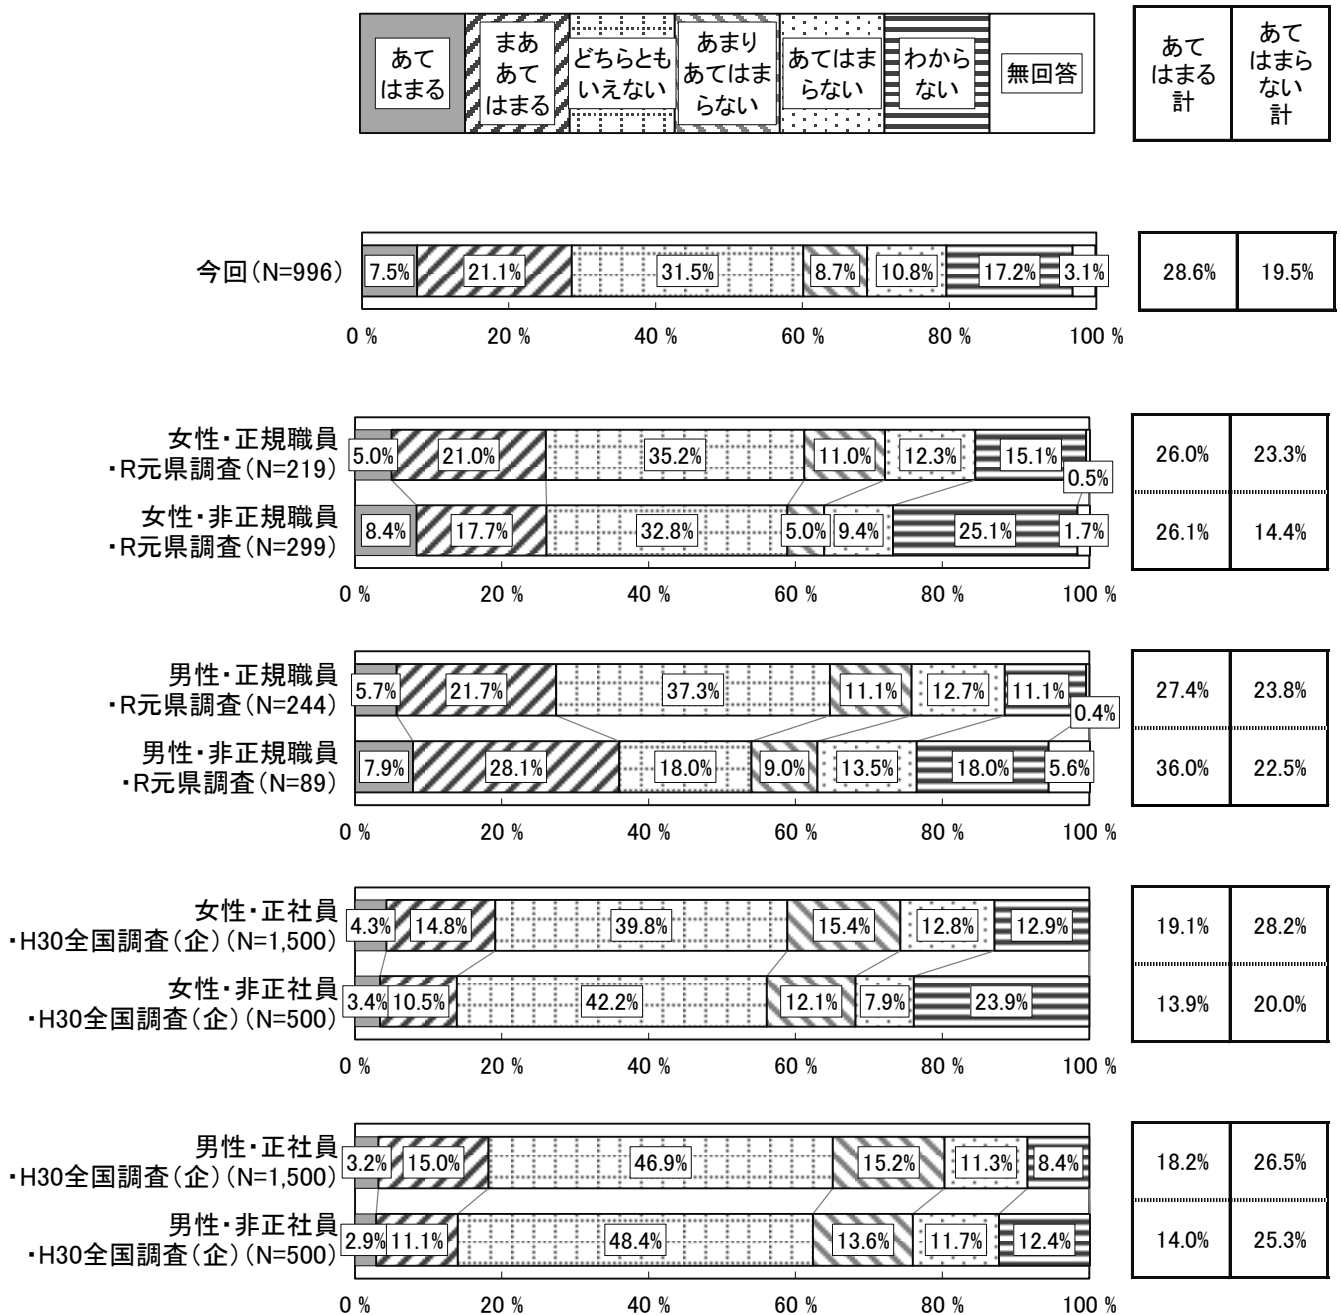 あて
はまる
まあ
あて
はまる
どちらとも
いえない
あまり
あてはま
らない
あてはま
らない
わから
ない
無回答
あて
はまる
計
あて
はまら
ない
計
今回(N=996)
7.5% 21.1% 31.5% 8.7% 10.8% 17.2% 3.1% 28.6% 19.5%
0% 20% 40% 60% 80% 100%
女性・正規職員
・R元県調査(N=219)
5.0% 21.0% 35.2% 11.0% 12.3% 15.1% 0.5% 26.0% 23.3%
女性・非正規職員
・R元県調査(N=299)
8.4% 17.7% 32.8% 5.0% 9.4% 25.1% 1.7% 26.1% 14.4%
0% 20% 40% 60% 80% 100%
男性・正規職員
・R元県調査(N=244)
5.7% 21.7% 37.3% 11.1% 12.7% 11.1% 0.4% 27.4% 23.8%
男性・非正規職員
・R元県調査(N=89)
7.9% 28.1% 18.0% 9.0% 13.5% 18.0% 5.6% 36.0% 22.5%
0% 20% 40% 60% 80% 100%
女性・正社員
・H30全国調査(企)(N=1,500)
4.3% 14.8% 39.8% 15.4% 12.8% 12.9% 19.1% 28.2%
女性・非正社員
・H30全国調査(企)(N=500)
3.4% 10.5% 42.2% 12.1% 7.9% 23.9% 13.9% 20.0%
0% 20% 40% 60% 80% 100%
男性・正社員
・H30全国調査(企)(N=1,500)
3.2% 15.0% 46.9% 15.2% 11.3% 8.4% 18.2% 26.5%
男性・非正社員
・H30全国調査(企)(N=500)
2.9% 11.1% 48.4% 13.6% 11.7% 12.4% 14.0% 25.3%
0% 20% 40% 60% 80% 100%